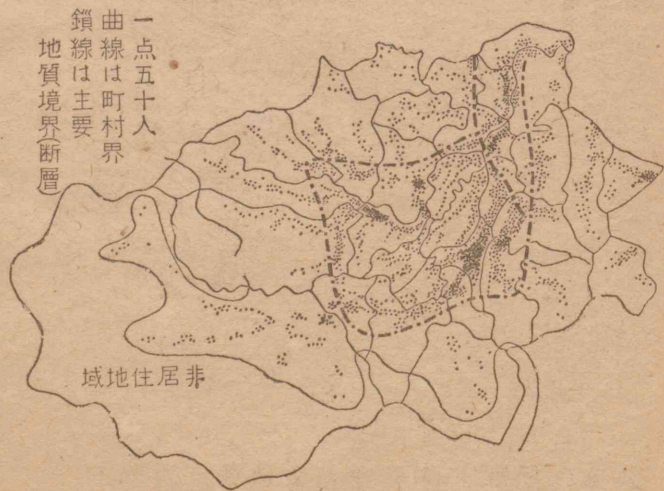 一点五十人
曲線は町村界
鎖線は主要
地質境界(断層)
非居住地域